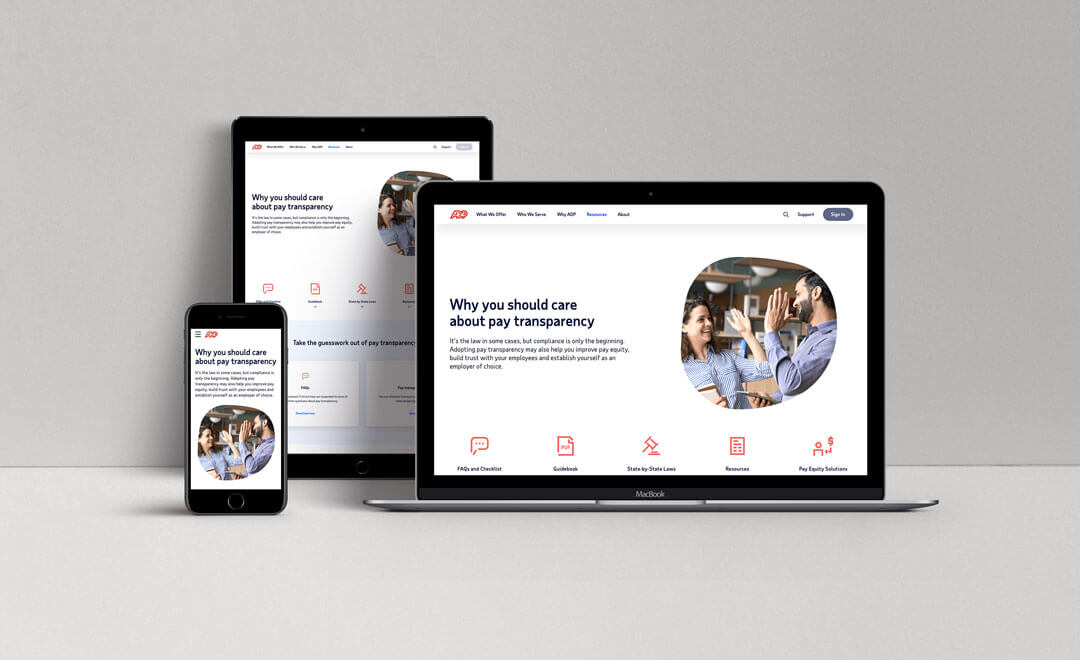 ADP
What We Offer Who We Serve Why ADP Resources About
Support Sign In
Why you should care
about pay transparency
It's the law in some cases, but compliance is only the beginning.
Adopting pay transparency may also help you improve pay equity,
build trust with your employees and establish yourself as an
employer of choice.
FAQs and Checklist
Guidebook
State-by-State Laws
Resources
Take the guesswork out of pay transparency
FAQs
Download now
ADP
Why you should care
about pay transparency
It's the law in some cases, but compliance is
only the beginning. Adopting pay
transparency may also help you improve pay
equity, build trust with your employees and
establish yourself as an employer of choice.
ADP
What We Offer Who We Serve Why ADP Resources About
Support Sign In
Why you should care
about pay transparency
It's the law in some cases, but compliance is only the beginning.
Adopting pay transparency may also help you improve pay equity,
build trust with your employees and establish yourself as an
employer of choice.
PDF
FAQs and Checklist Guidebook State-by-State Laws Resources Pay Equity Solutions
MacBook